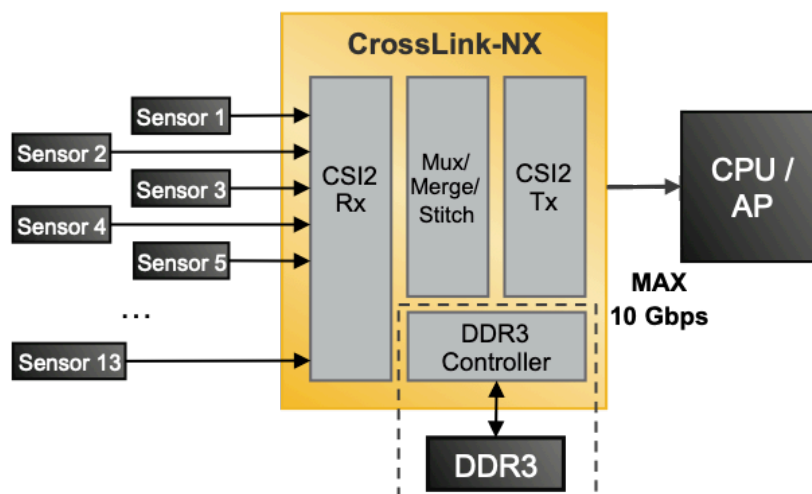 CrossLink-NX
Sensor 1
Sensor 2
Sensor 3
Sensor 4
Sensor 5
...
Sensor 13
CSI2
Rx
Mux/
Merge/
Stitch
CSI2
Tx
DDR3
Controller
DDR3
CPU /
AP
MAX
10 Gbps